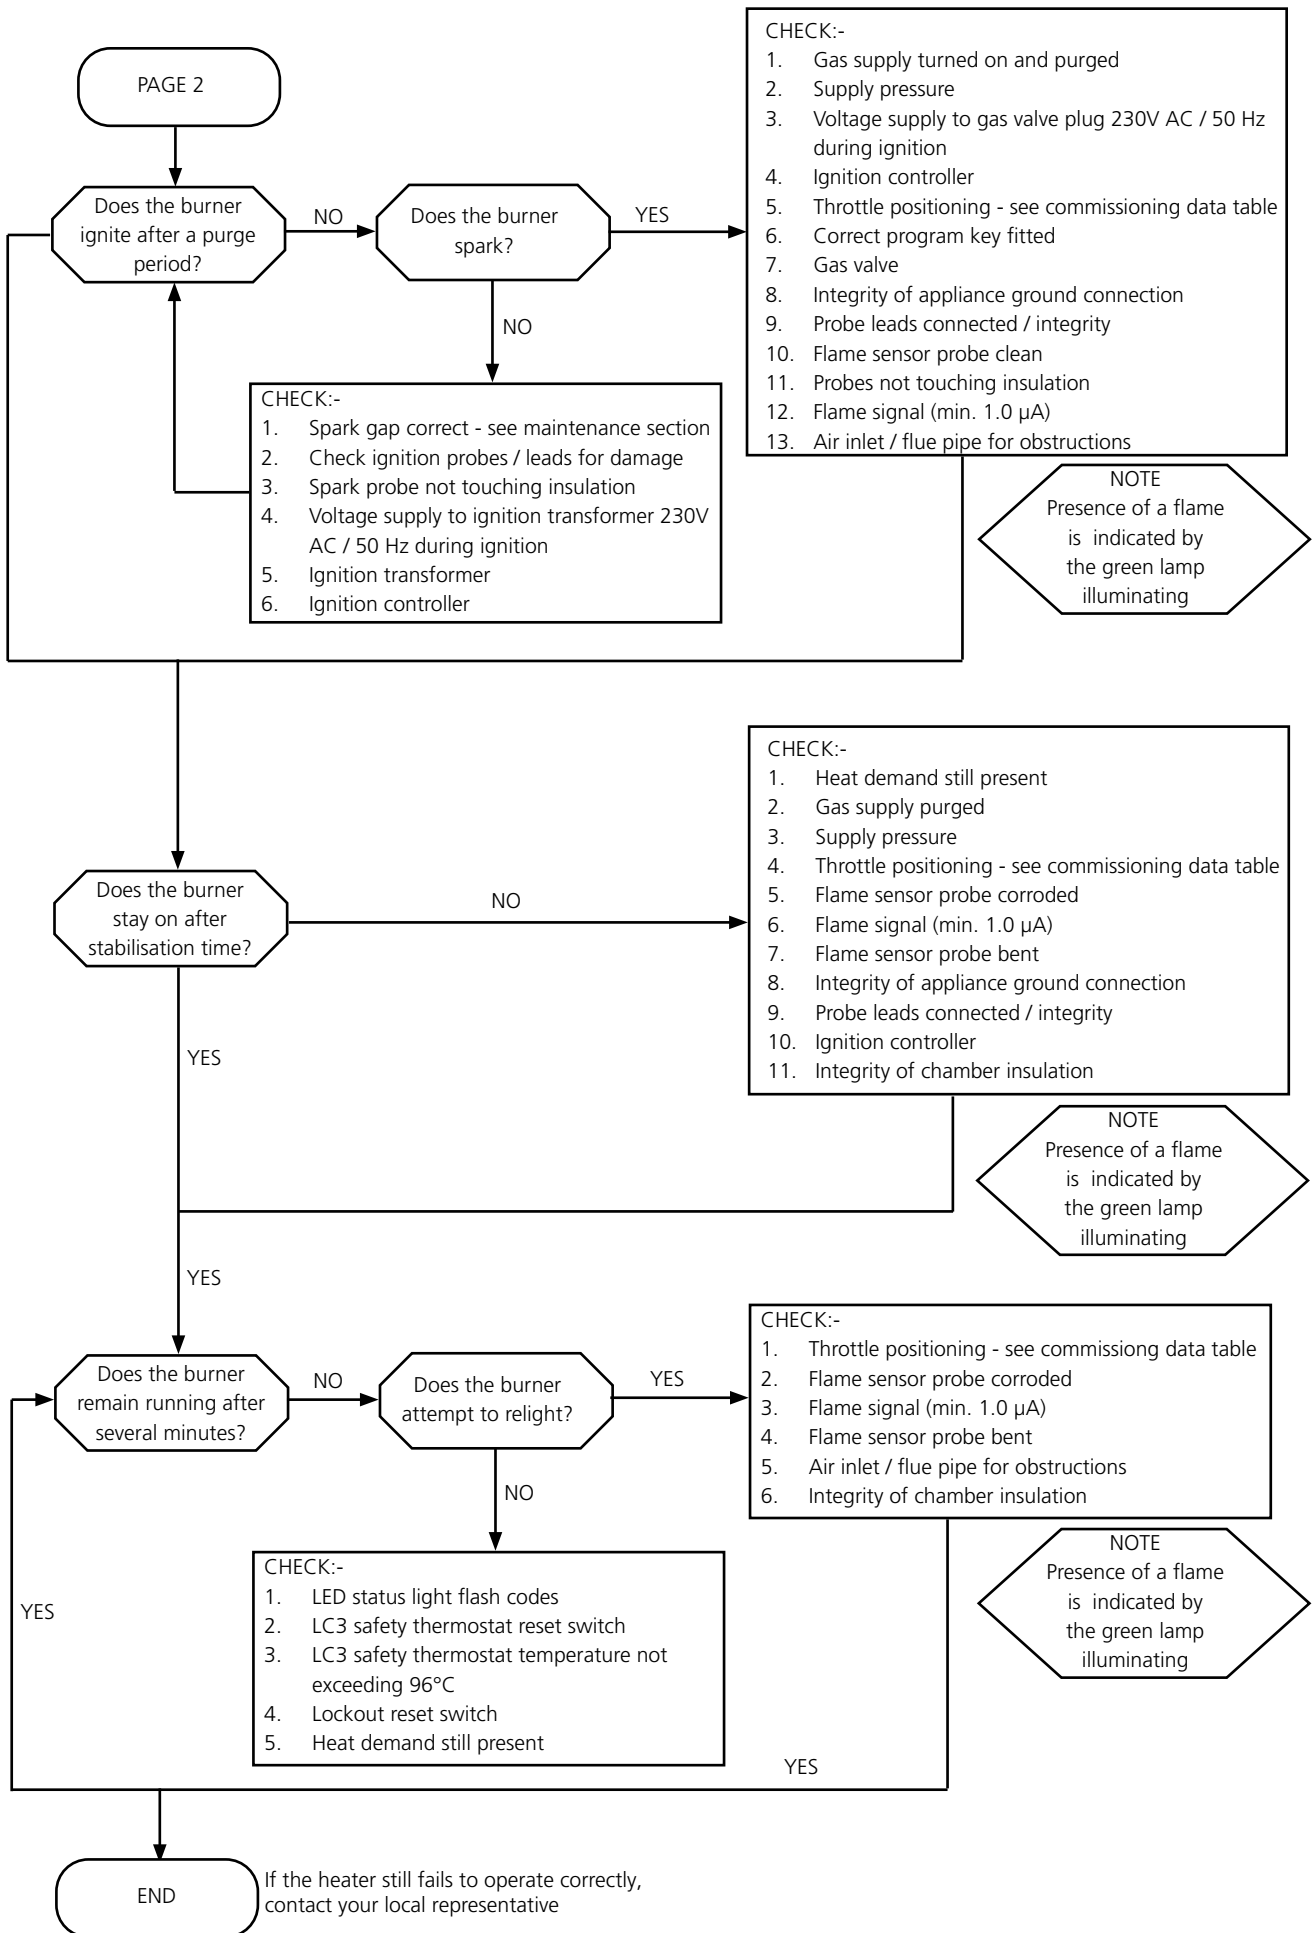 PAGE 2
Does the burner
ignite after a purge
period?
NO
Does the burner
spark?
YES
CHECK:-
1. Gas supply turned on and purged
2. Supply pressure
3. Voltage supply to gas valve plug 230V AC / 50 Hz
during ignition
4. Ignition controller
5. Throttle positioning - see commissioning data table
6. Correct program key fitted
7. Gas valve
8. Integrity of appliance ground connection
9. Probe leads connected / integrity
10. Flame sensor probe clean
11. Probes not touching insulation
12. Flame signal (min. 1.0 µA)
13. Air inlet / flue pipe for obstructions
NO
CHECK:-
1. Spark gap correct - see maintenance section
2. Check ignition probes / leads for damage
3. Spark probe not touching insulation
4. Voltage supply to ignition transformer 230V
AC / 50 Hz during ignition
5. Ignition transformer
6. Ignition controller
NOTE
Presence of a flame
is indicated by
the green lamp
illuminating
Does the burner
stay on after
stabilisation time?
NO
CHECK:-
1. Heat demand still present
2. Gas supply purged
3. Supply pressure
4. Throttle positioning - see commissioning data table
5. Flame sensor probe corroded
6. Flame signal (min. 1.0 µA)
7. Flame sensor probe bent
8. Integrity of appliance ground connection
9. Probe leads connected / integrity
10. Ignition controller
11. Integrity of chamber insulation
YES
NOTE
Presence of a flame
is indicated by
the green lamp
illuminating
YES
Does the burner
remain running after
several minutes?
NO
Does the burner
attempt to relight?
YES
CHECK:-
1. Throttle positioning - see commissiong data table
2. Flame sensor probe corroded
3. Flame signal (min. 1.0 µA)
4. Flame sensor probe bent
5. Air inlet / flue pipe for obstructions
6. Integrity of chamber insulation
NO
CHECK:-
1. LED status light flash codes
2. LC3 safety thermostat reset switch
3. LC3 safety thermostat temperature not
exceeding 96°C
4. Lockout reset switch
5. Heat demand still present
NOTE
Presence of a flame
is indicated by
the green lamp
illuminating
YES
YES
END
If the heater still fails to operate correctly,
contact your local representative